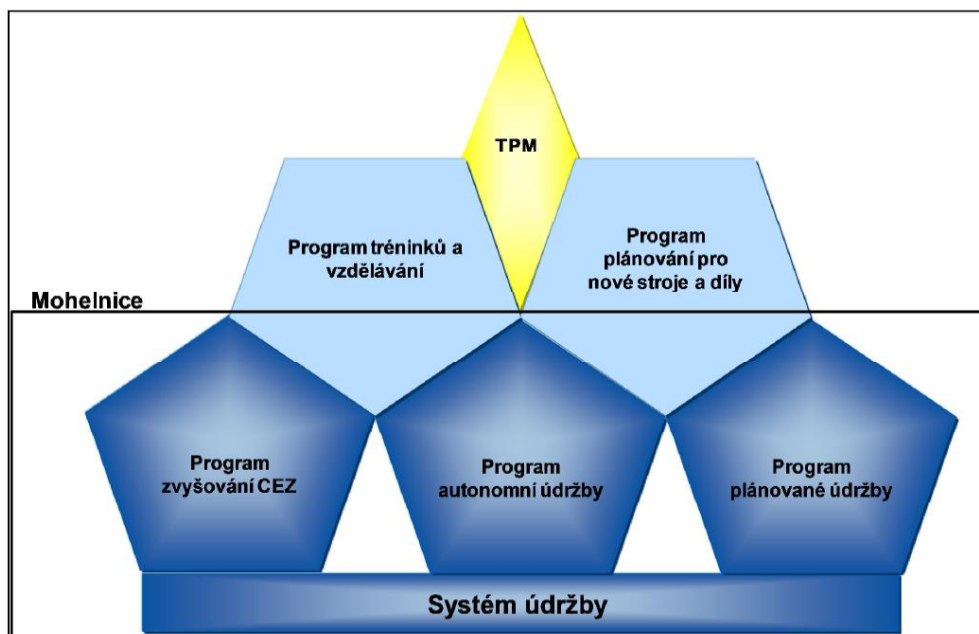 TPM
Program tréninků a
vzdělávání
Program
plánování pro
nové stroje a díly
Mohelnice
Program
zvyšování CEZ
Program
autonomní údržby
Program
plánované údržby
Systém údržby